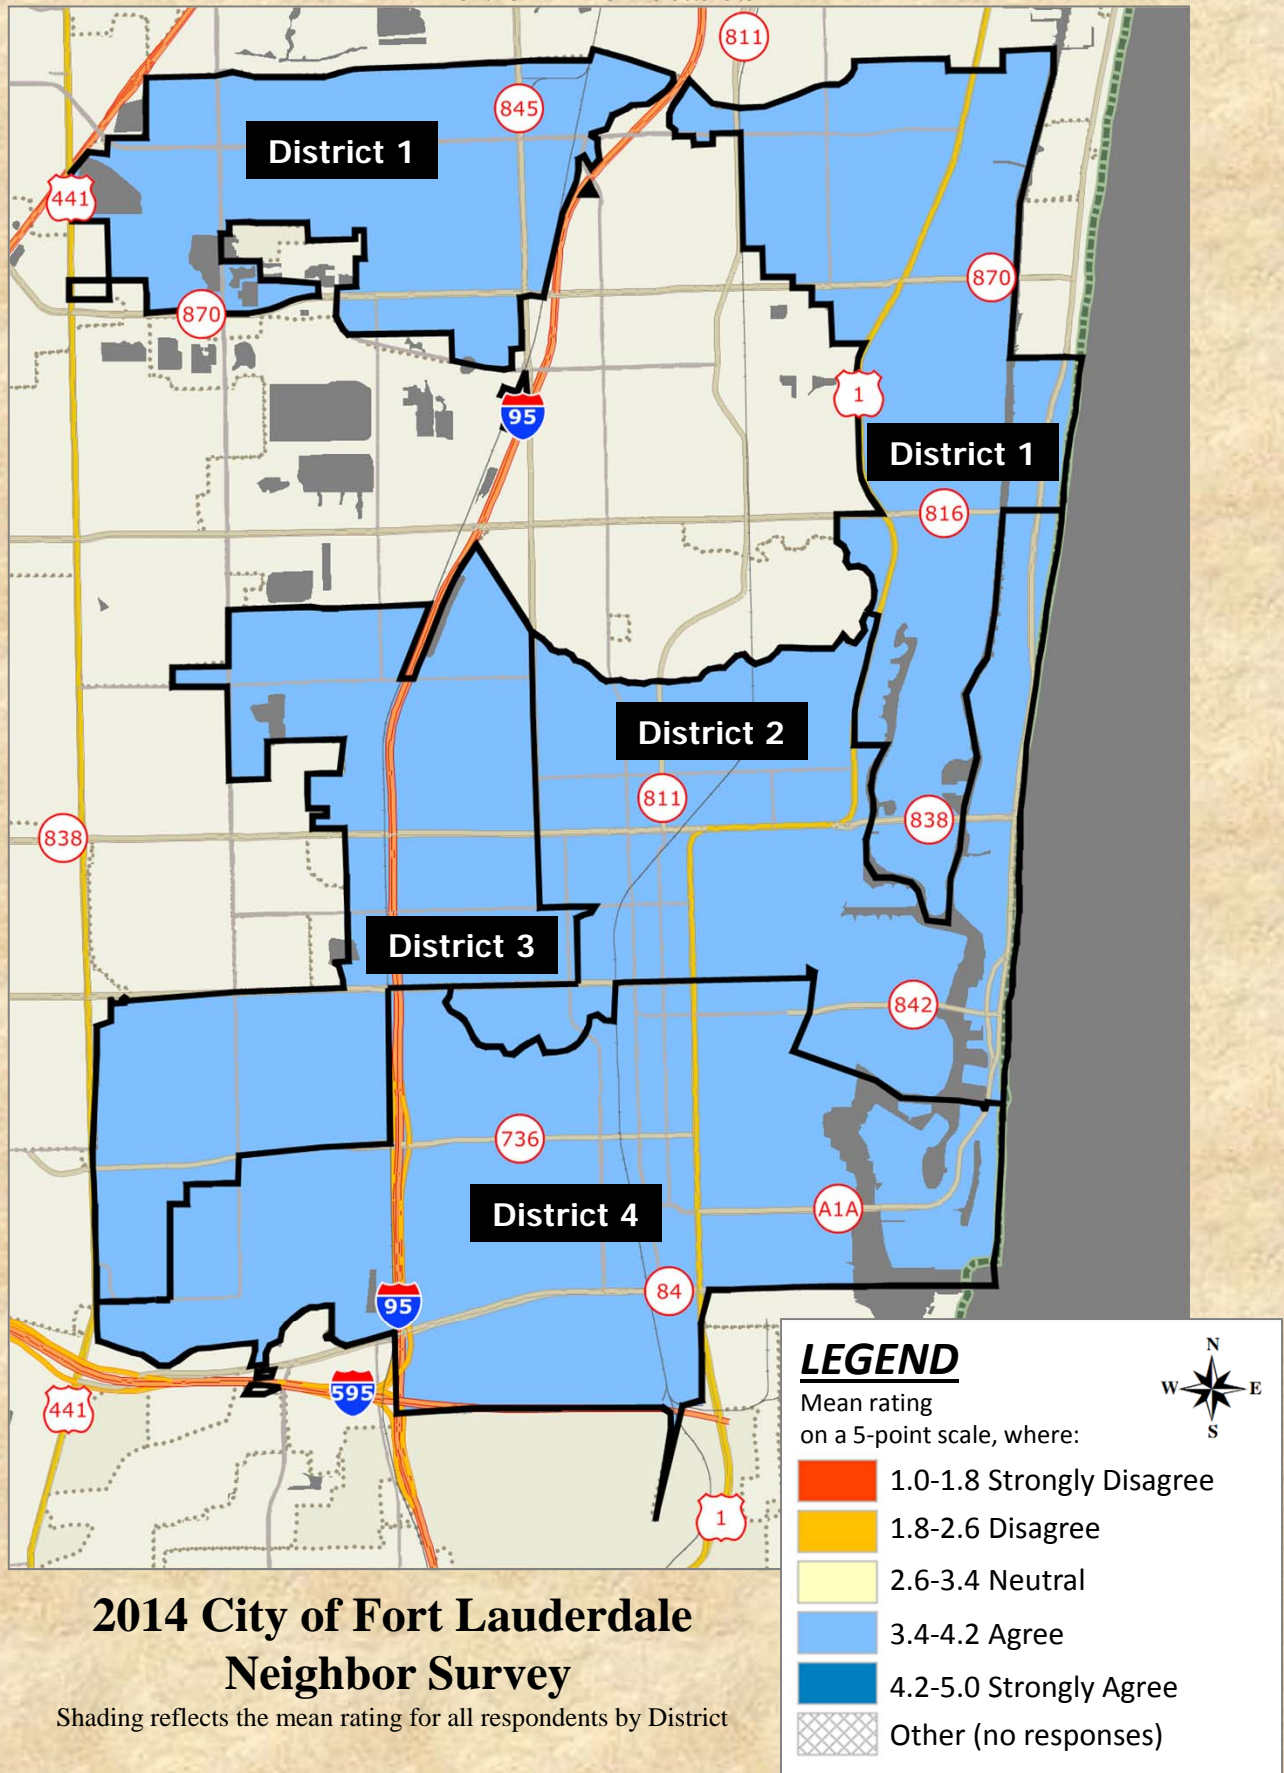 811
845
District 1
441
870
870
95
1
District 1
816
District 2
811
838
838
District 3
842
736
District 4
A1A
84
95
595
441
1
LEGEND
Mean rating
on a 5-point scale, where:
N
W E
S
1.0-1.8 Strongly Disagree
1.8-2.6 Disagree
2.6-3.4 Neutral
3.4-4.2 Agree
4.2-5.0 Strongly Agree
Other (no responses)
2014 City of Fort Lauderdale
Neighbor Survey
Shading reflects the mean rating for all respondents by District